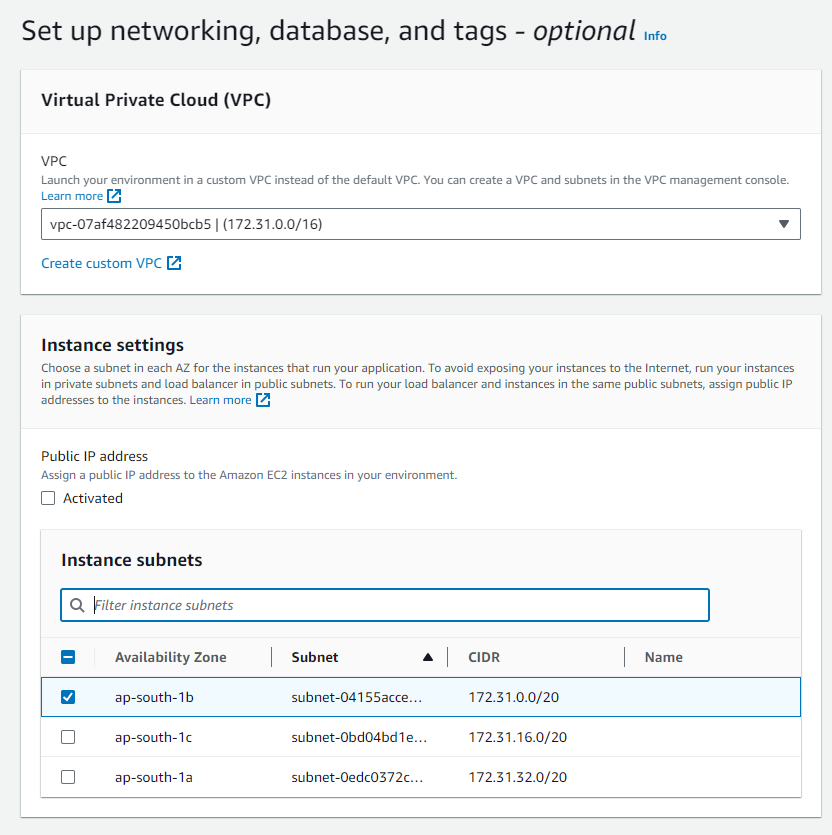 Set up networking, database, and tags - optional Info
Virtual Private Cloud (VPC)
VPC
Launch your environment in a custom VPC instead of the default VPC. You can create a VPC and subnets in the VPC management console.
Learn more
vpc-07af482209450bcb5 | (172.31.0.0/16)
Create custom VPC
Instance settings
Choose a subnet in each AZ for the instances that run your application. To avoid exposing your instances to the Internet, run your instances
in private subnets and load balancer in public subnets. To run your load balancer and instances in the same public subnets, assign public IP
addresses to the instances. Learn more
Public IP address
Assign a public IP address to the Amazon EC2 instances in your environment.
Activated
Instance subnets
Filter instance subnets
Availability Zone Subnet CIDR Name
ap-south-1b subnet-04155acce... 172.31.0.0/20
ap-south-1c subnet-0bd04bd1e... 172.31.16.0/20
ap-south-1a subnet-0edc0372c... 172.31.32.0/20